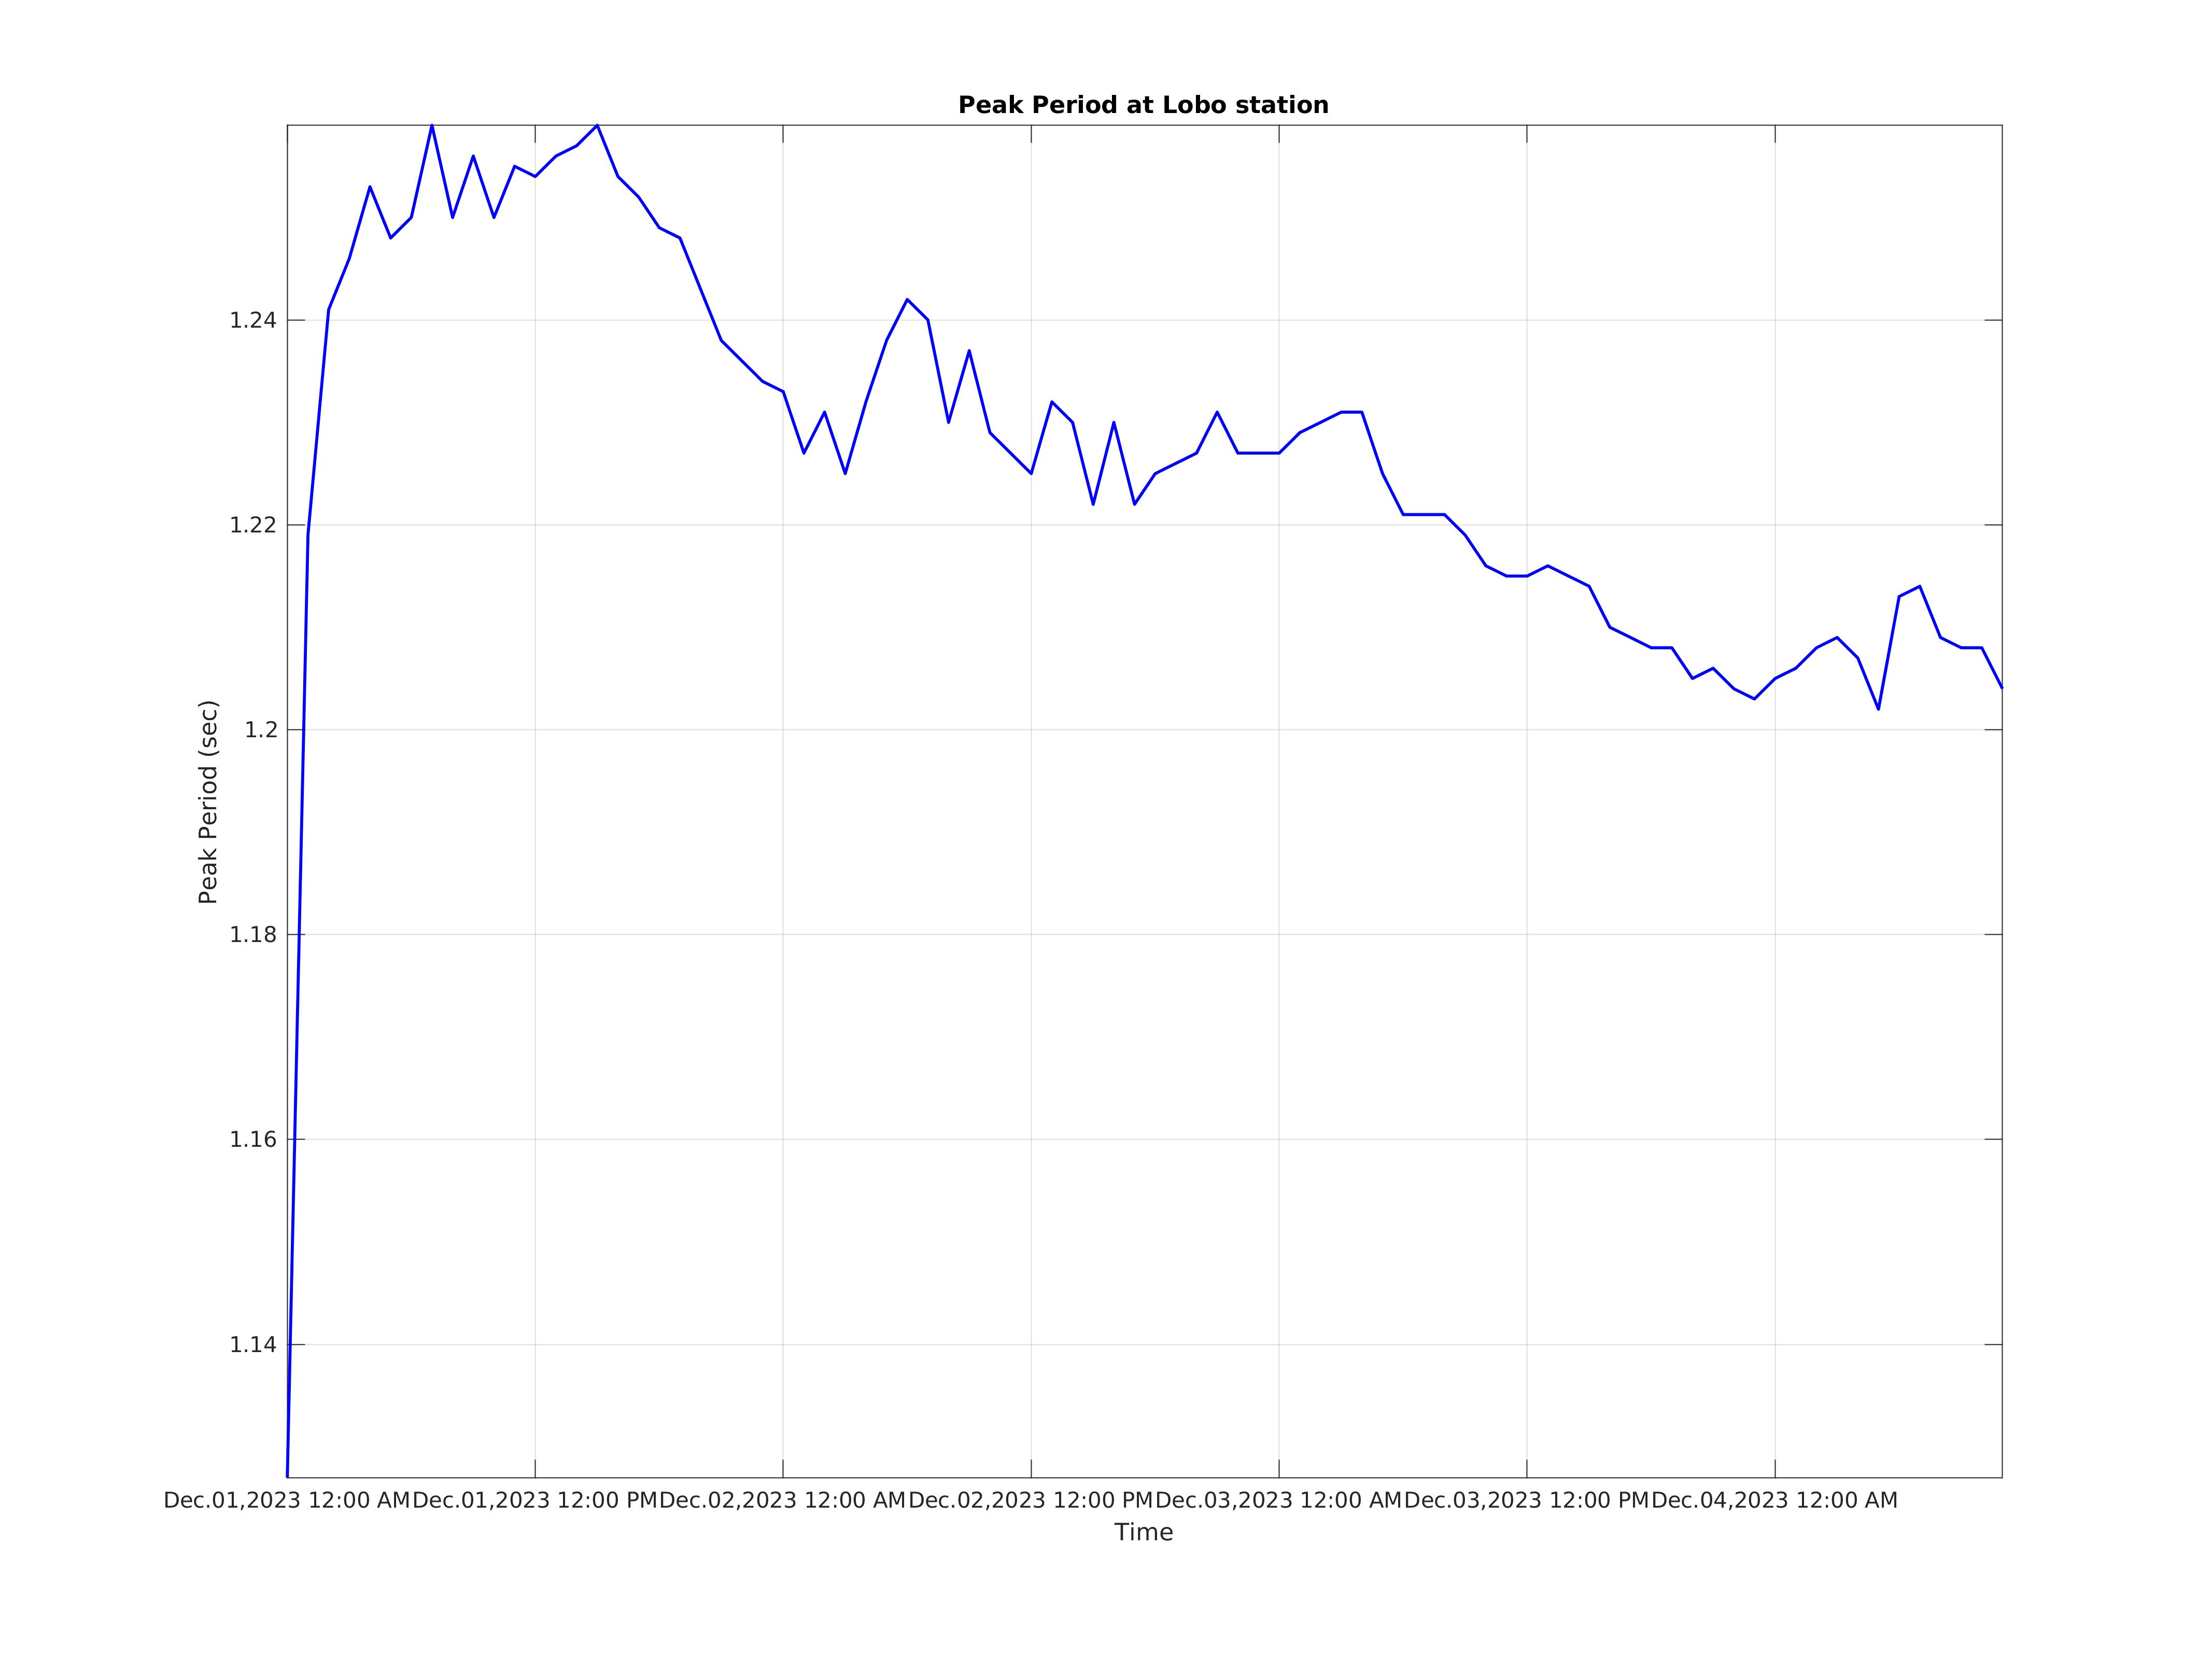 Peak Period at Lobo station
1.24
1.22
1.2
1.18
1.16
1.14
Peak Period (sec)
Dec.01,2023 12:00 AM Dec.01,2023 12:00 PM Dec.02,2023 12:00 AM Dec.02,2023 12:00 PM Dec.03,2023 12:00 AM Dec.03,2023 12:00 PM Dec.04,2023 12:00 AM
Time